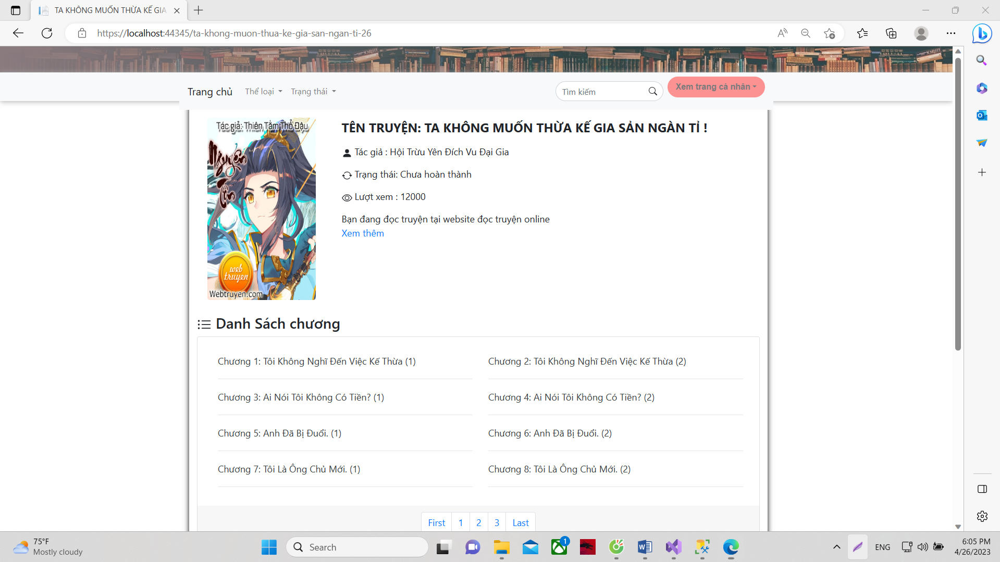 TA KHÔNG MUỐN THỪA KẾ GIA
https://localhost:44345/ta-khong-muon-thua-ke-gia-san-ngan-ti-26
Trang chủ
Thể loại
Trạng thái
Tìm kiếm
Xem trang cá nhân
Tác giả: Thiên Tằm Thổ Đậu
Nguyên
Tôn
web
truyen
Webtruyen.com
TÊN TRUYỆN: TA KHÔNG MUỐN THỪA KẾ GIA SẢN NGÀN TỈ !
Tác giả : Hội Trừu Yên Đích Vu Đại Gia
Trạng thái: Chưa hoàn thành
Lượt xem : 12000
Bạn đang đọc truyện tại website đọc truyện online
Xem thêm
Danh Sách chương
Chương 1: Tôi Không Nghĩ Đến Việc Kế Thừa (1)
Chương 2: Tôi Không Nghĩ Đến Việc Kế Thừa (2)
Chương 3: Ai Nói Tôi Không Có Tiền? (1)
Chương 4: Ai Nói Tôi Không Có Tiền? (2)
Chương 5: Anh Đã Bị Đuổi. (1)
Chương 6: Anh Đã Bị Đuổi. (2)
Chương 7: Tôi Là Ông Chủ Mới. (1)
Chương 8: Tôi Là Ông Chủ Mới. (2)
First 1 2 3 Last
75°F
Mostly cloudy
Search
1
ENG
6:05 PM
4/26/2023